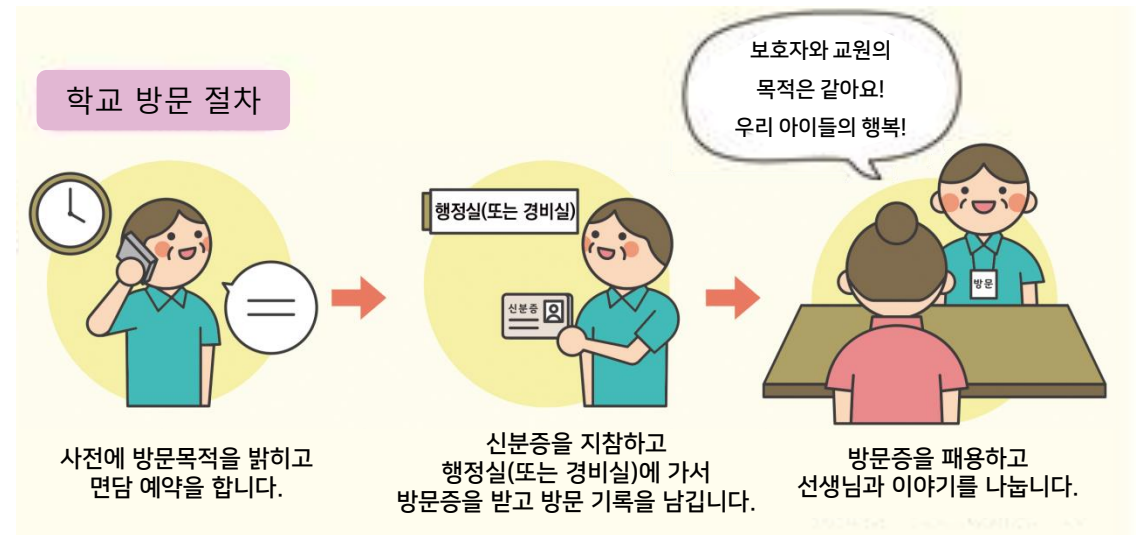 학교 방문 절차
보호자와 교원의
목적은 같아요!
우리 아이들의 행복!
행정실(또는 경비실)
신분증
방문
사전에 방문목적을 밝히고
면담 예약을 합니다.
신분증을 지참하고
행정실(또는 경비실)에 가서
방문증을 받고 방문 기록을 남깁니다.
방문증을 패용하고
선생님과 이야기를 나눕니다.